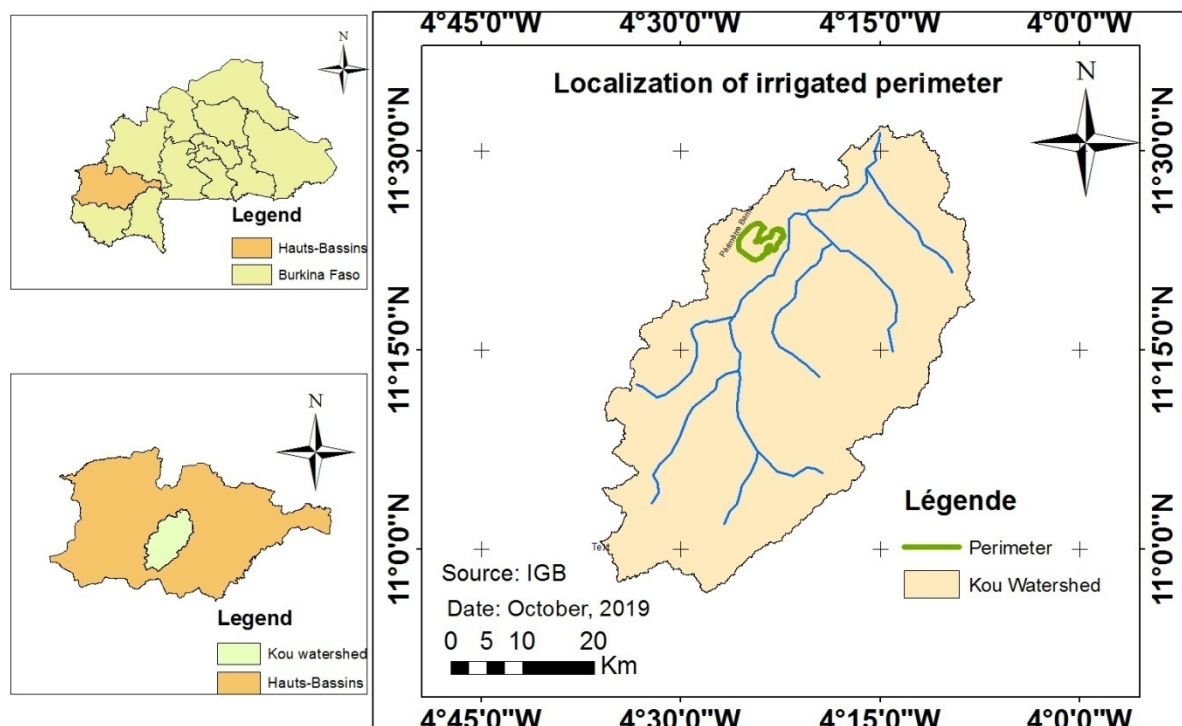 N
Legend
Hauts-Bassins
Burkina Faso
N
Legend
Kou watershed
Hauts-Bassins
4°45'0"W 4°30'0"W 4°15'0"W 4°0'0"W
Localization of irrigated perimeter
N
11°30'0"N
11°30'0"N
11°15'0"N
11°15'0"N
11°0'0"N
11°0'0"N
Text
Légende
Perimeter
Kou Watershed
Source: IGB
Date: October, 2019
0 5 10 20
Km
4°45'0"W 4°30'0"W 4°15'0"W 4°0'0"W